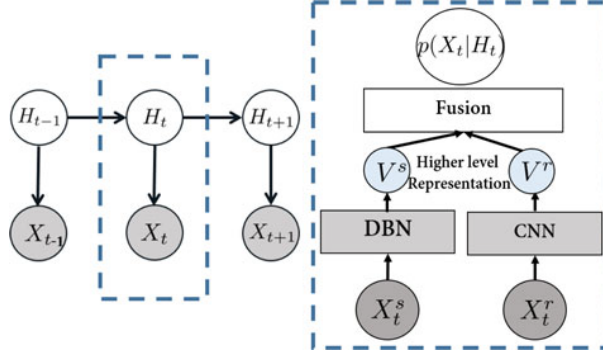 H_{t-1}
H_t
H_{t+1}
X_{t-1}
X_t
X_{t+1}
p(X_t|H_t)
Fusion
V^s
Higher level
Representation
V^r
DBN
CNN
X_t^s
X_t^r